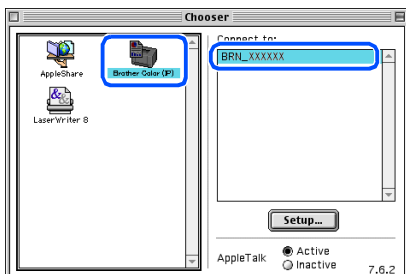 Chooser
AppleShare
Brother Color (IP)
LaserWriter 8
Connect to:
BRN_XXXXXX
Setup...
AppleTalk
Active
Inactive
7.6.2